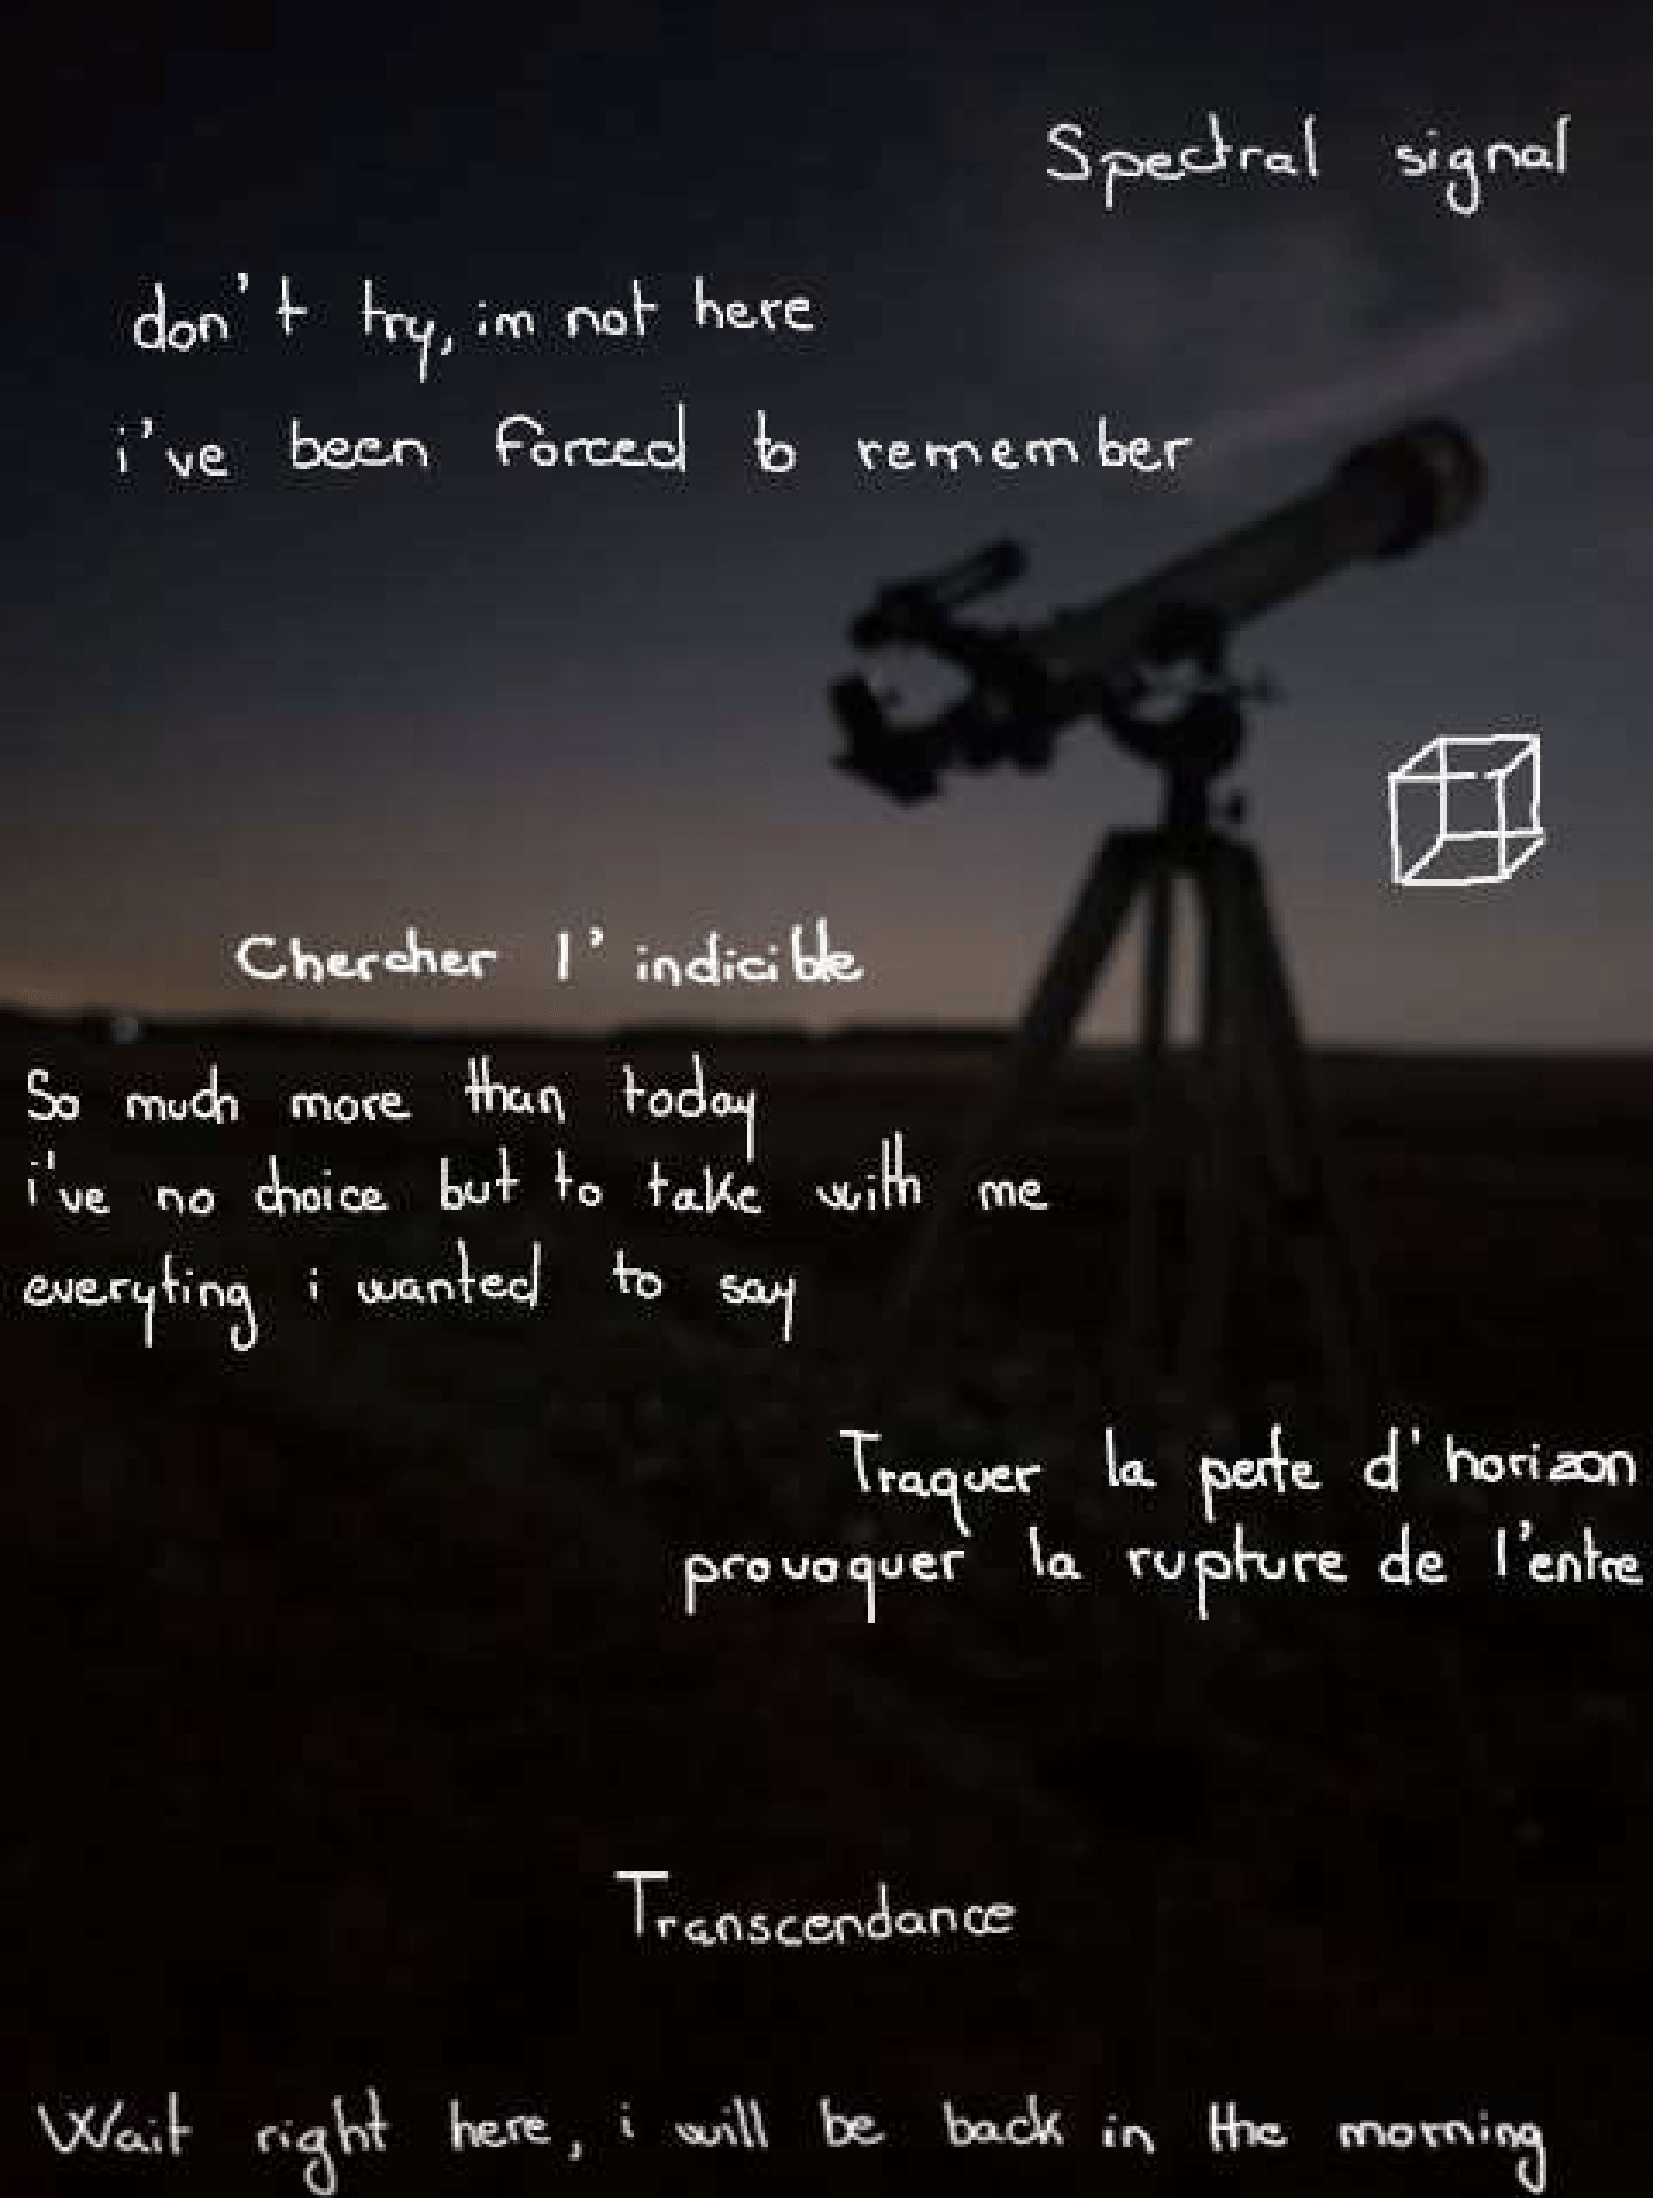 Spectral signal
don't try, im not here
i've been forced to remember
Chercher l'indicible
So much more than today
i've no choice but to take with me
everyting i wanted to say
Traquer la perte d'horizon
provoquer la rupture de l'entre
Transcendance
Wait right here, i will be back in the morning